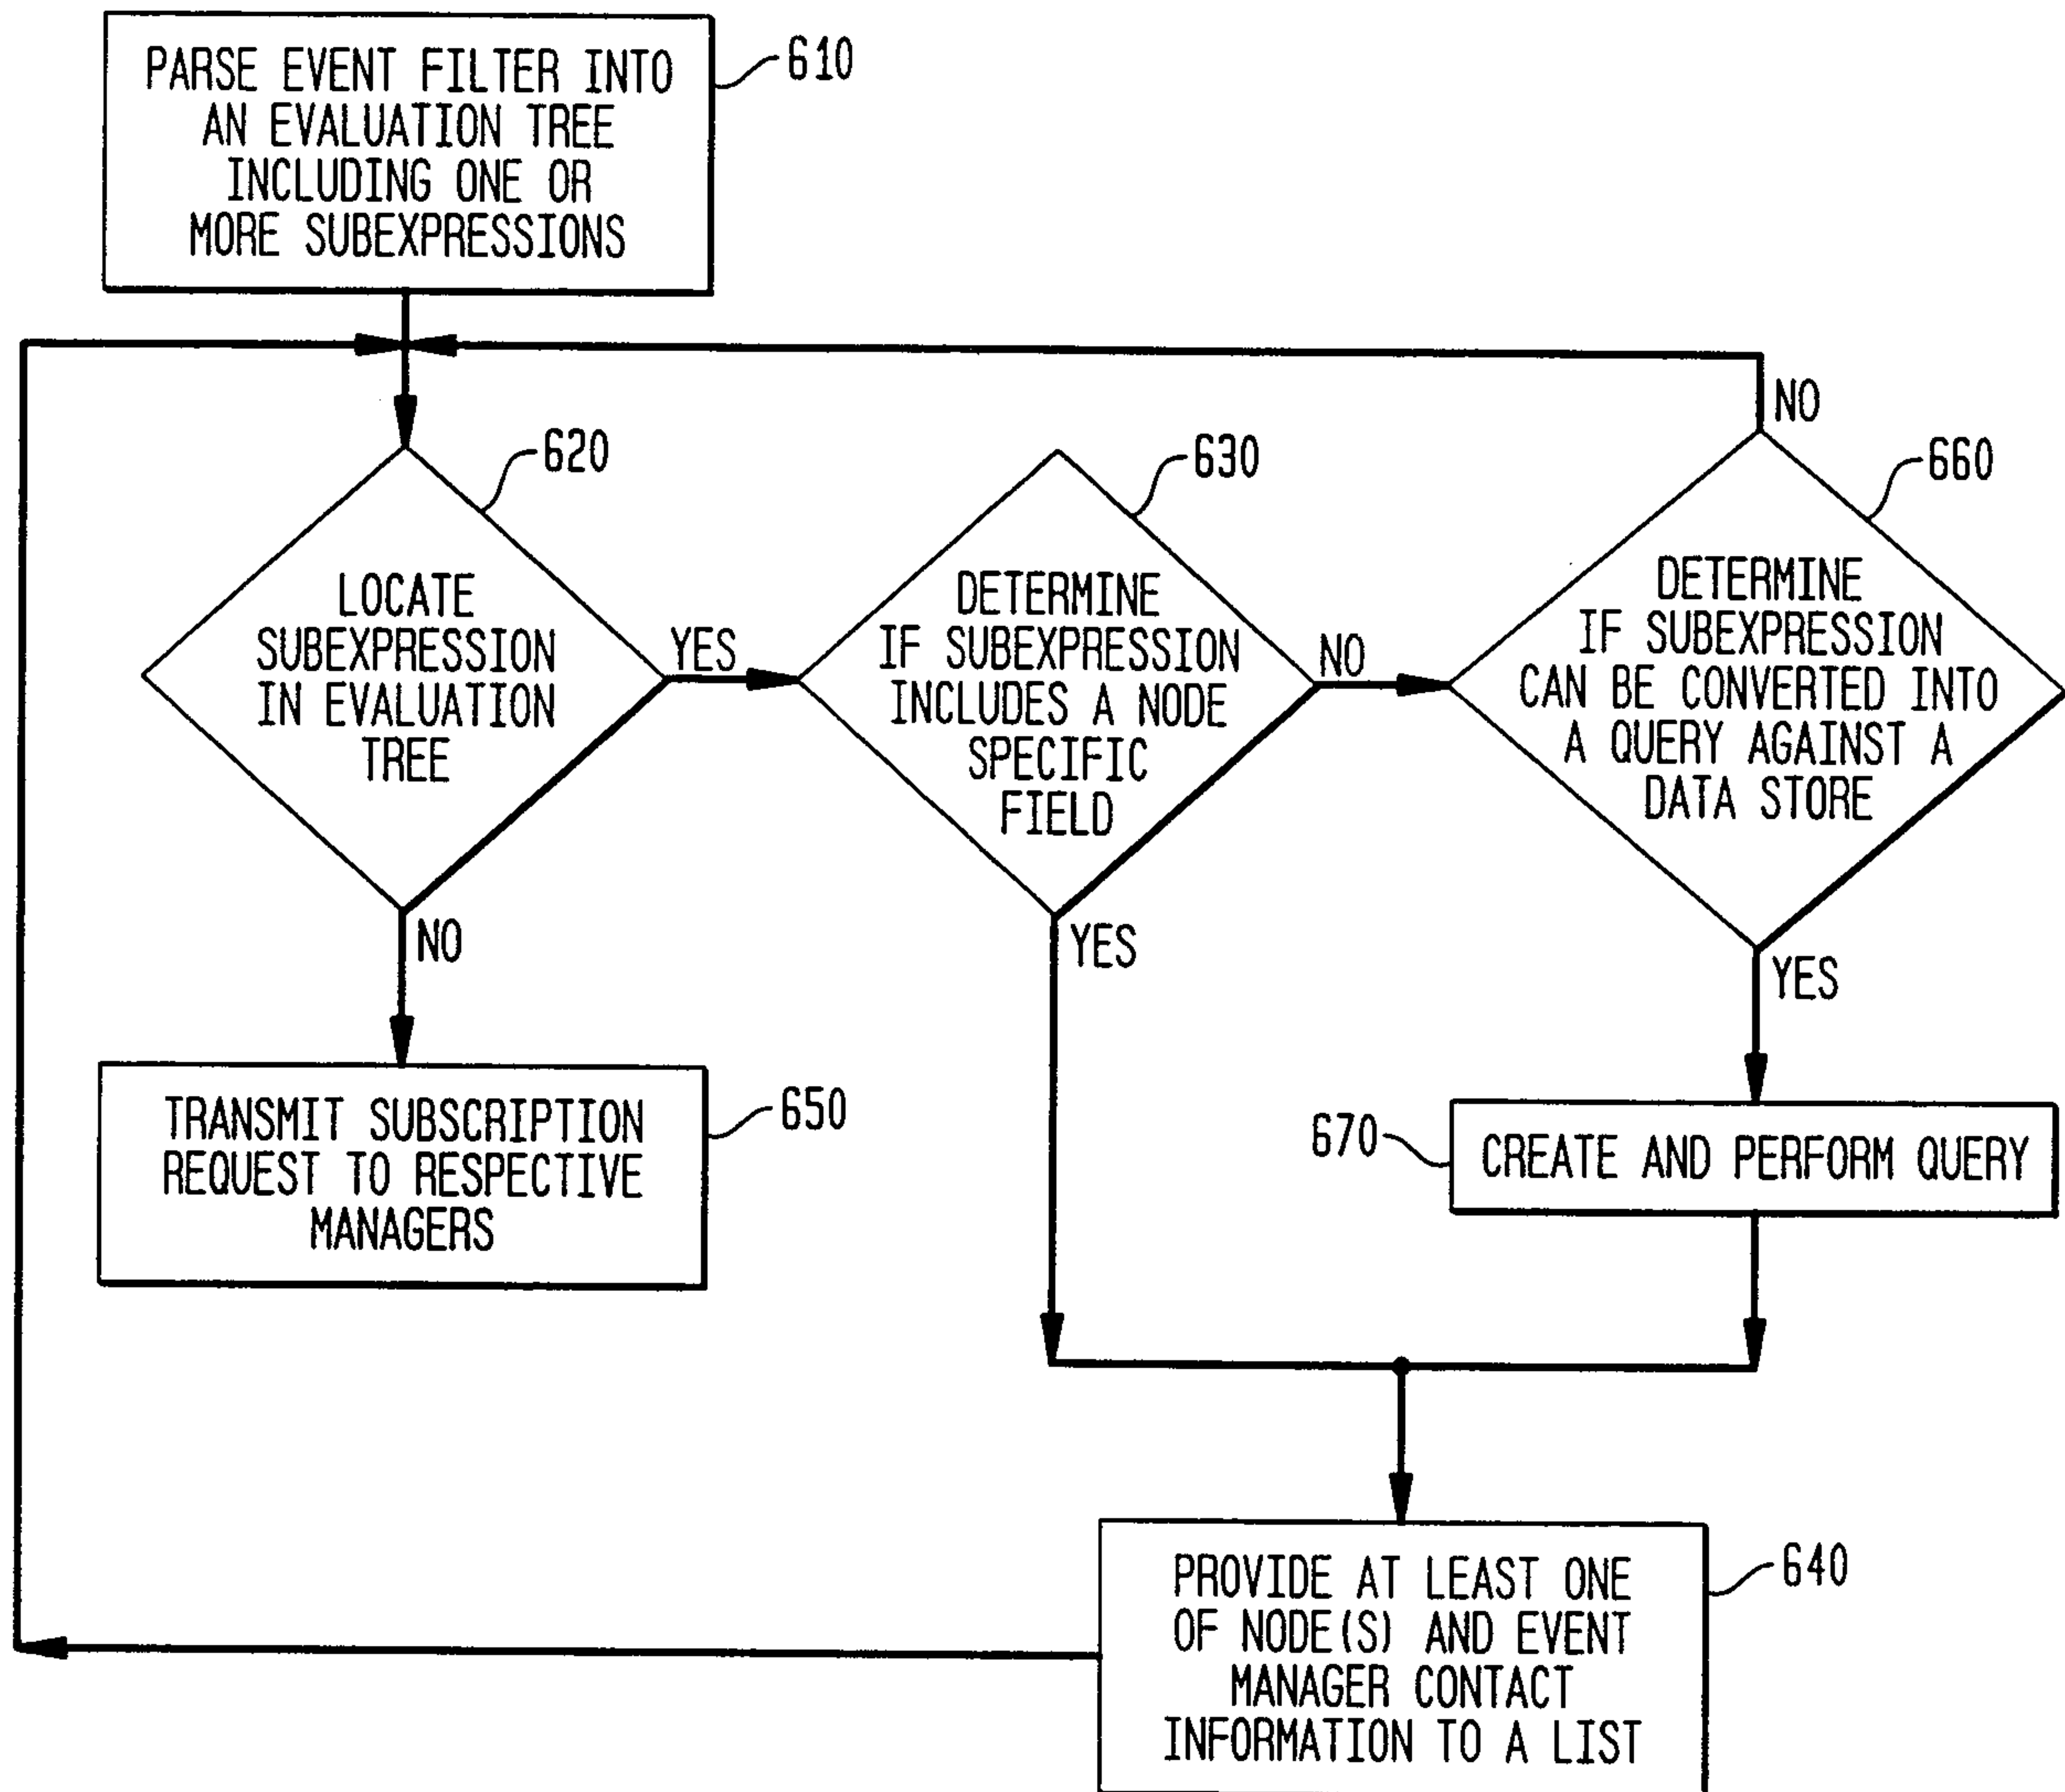 PARSE EVENT FILTER INTO
AN EVALUATION TREE
INCLUDING ONE OR
MORE SUBEXPRESSIONS
610
NO
620
630
660
LOCATE
SUBEXPRESSION
IN EVALUATION
TREE
YES
DETERMINE
IF SUBEXPRESSION
INCLUDES A NODE
SPECIFIC
FIELD
NO
DETERMINE
IF SUBEXPRESSION
CAN BE CONVERTED INTO
A QUERY AGAINST A
DATA STORE
NO
YES
YES
TRANSMIT SUBSCRIPTION
REQUEST TO RESPECTIVE
MANAGERS
650
670
CREATE AND PERFORM QUERY
PROVIDE AT LEAST ONE
OF NODE(S) AND EVENT
MANAGER CONTACT
INFORMATION TO A LIST
640